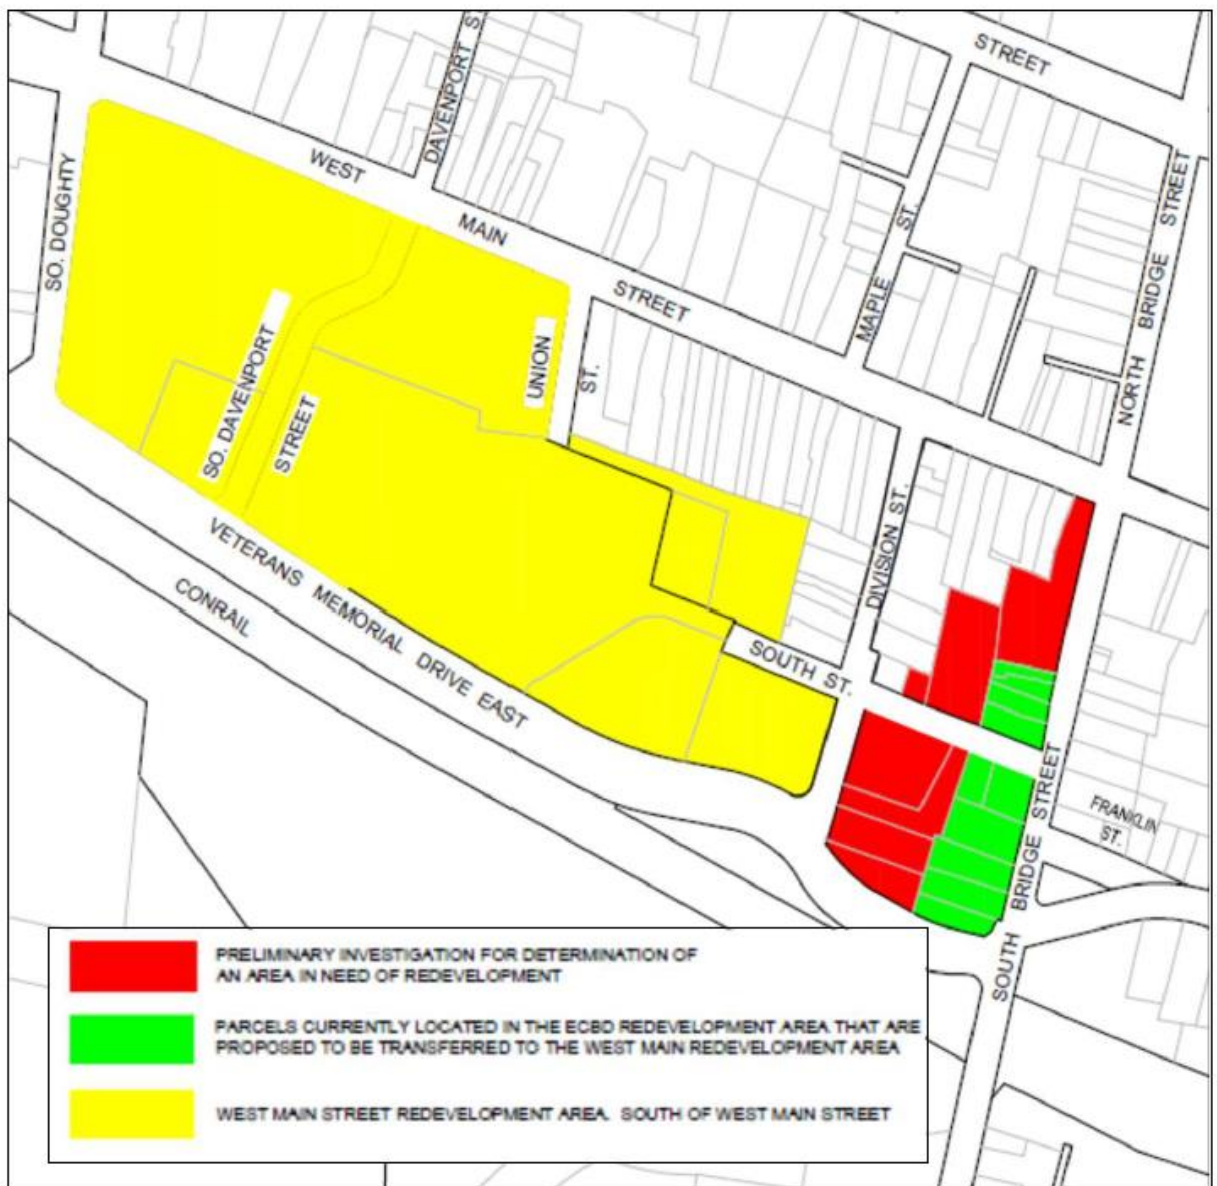 STREET
DAVENPORT S
WEST
MAIN
STREET
SO. DOUGHTY
MAPLE
ST.
NORTH BRIDGE STREET
SO. DAVENPORT
STREET
UNION
ST.
DIVISION ST.
VETERANS MEMORIAL DRIVE EAST
CONRAIL
SOUTH ST.
FRANKLIN
ST.
SOUTH BRIDGE STREET
PRELIMINARY INVESTIGATION FOR DETERMINATION OF
AN AREA IN NEED OF REDEVELOPMENT
PARCELS CURRENTLY LOCATED IN THE ECBD REDEVELOPMENT AREA THAT ARE
PROPOSED TO BE TRANSFERRED TO THE WEST MAIN REDEVELOPMENT AREA
WEST MAIN STREET REDEVELOPMENT AREA. SOUTH OF WEST MAIN STREET